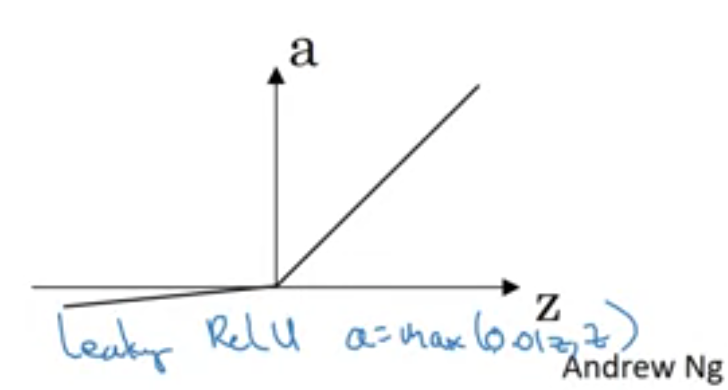 a
z
Leaky ReLU a=max(0.01z, z)
Andrew Ng